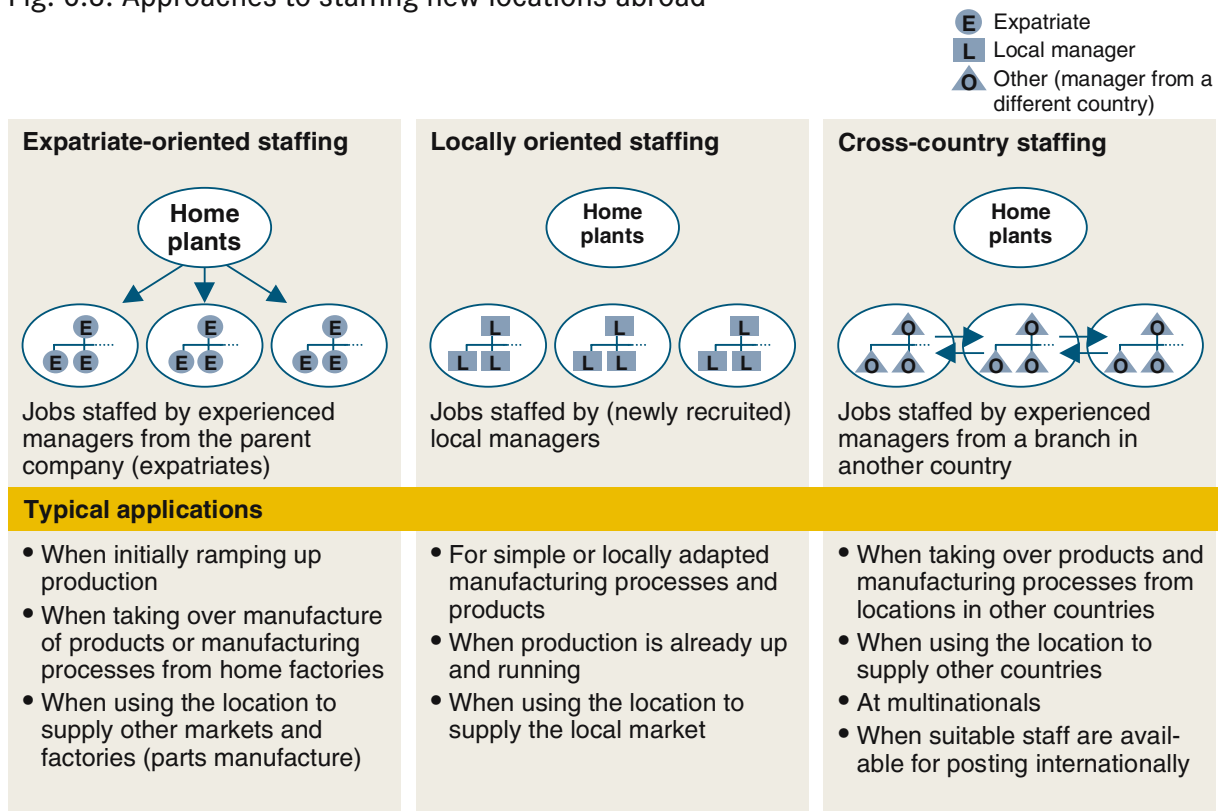 Fig. Approaches to staffing new locations abroad
E Expatriate
L Local manager
O Other (manager from a
different country)
Expatriate-oriented staffing
Home
plants
E E E
E E E E E E
Jobs staffed by experienced
managers from the parent
company (expatriates)
Locally oriented staffing
Home
plants
L L L
L L L L L L
Jobs staffed by (newly recruited)
local managers
Cross-country staffing
Home
plants
O O O
O O O O O O
Jobs staffed by experienced
managers from a branch in
another country
Typical applications
• When initially ramping up
production
• When taking over manufacture
of products or manufacturing
processes from home factories
• When using the location to
supply other markets and
factories (parts manufacture)
• For simple or locally adapted
manufacturing processes and
products
• When production is already up
and running
• When using the location to
supply the local market
• When taking over products and
manufacturing processes from
locations in other countries
• When using the location to
supply other countries
• At multinationals
• When suitable staff are avail-
able for posting internationally